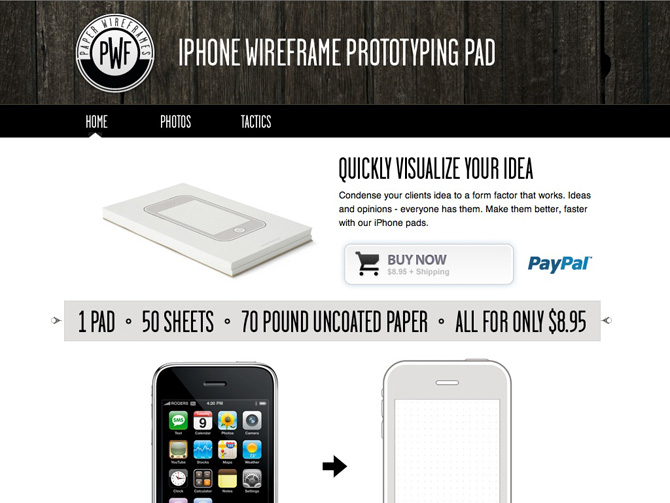 PAPER WIREFRAMES
PWF
IPHONE WIREFRAME PROTOTYPING PAD
HOME PHOTOS TACTICS
QUICKLY VISUALIZE YOUR IDEA
Condense your clients idea to a form factor that works. Ideas
and opinions - everyone has them. Make them better, faster
with our iPhone pads.
BUY NOW
$8.95 + Shipping
PayPal
1 PAD • 50 SHEETS • 70 POUND UNCOATED PAPER • ALL FOR ONLY $8.95
ROGERS 4:20 PM
Tuesday
9
Text Calendar Photos Camera
YouTube Stocks Maps Weather
Clock Calculator Notes Settings